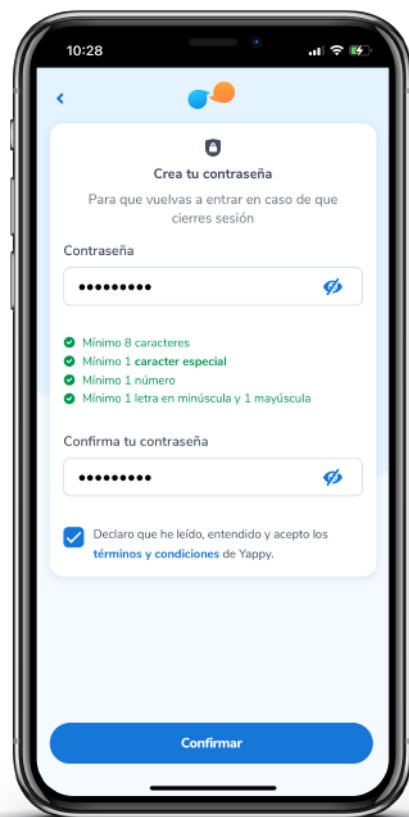 10:28
Crea tu contraseña
Para que vuelvas a entrar en caso de que
cierres sesión
Contraseña
•••••••••
Mínimo 8 caracteres
Mínimo 1 caracter especial
Mínimo 1 número
Mínimo 1 letra en minúscula y 1 mayúscula
Confirma tu contraseña
•••••••••
Declaro que he leído, entendido y acepto los
términos y condiciones de Yappy.
Confirmar